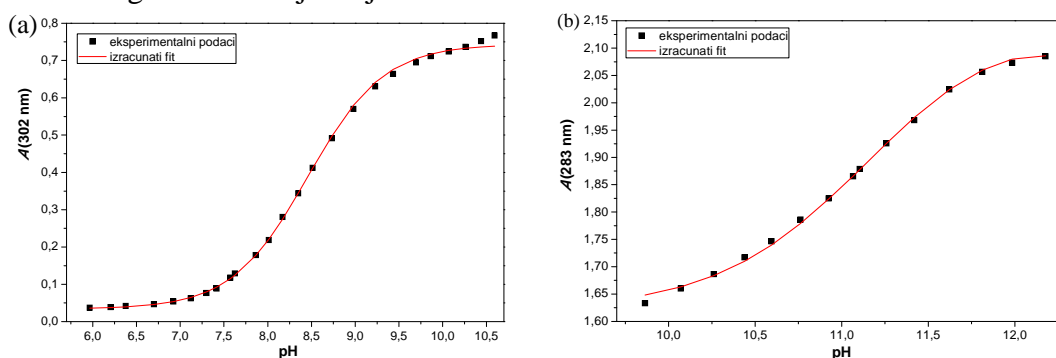 (a)
A(302 nm)
0,8
0,7
0,6
0,5
0,4
0,3
0,2
0,1
0,0
eksperimentalni podaci
izracunati fit
6,0 6,5 7,0 7,5 8,0 8,5 9,0 9,5 10,0 10,5
pH
(b)
A(283 nm)
2,15
2,10
2,05
2,00
1,95
1,90
1,85
1,80
1,75
1,70
1,65
1,60
eksperimentalni podaci
izracunati fit
10,0 10,5 11,0 11,5 12,0
pH